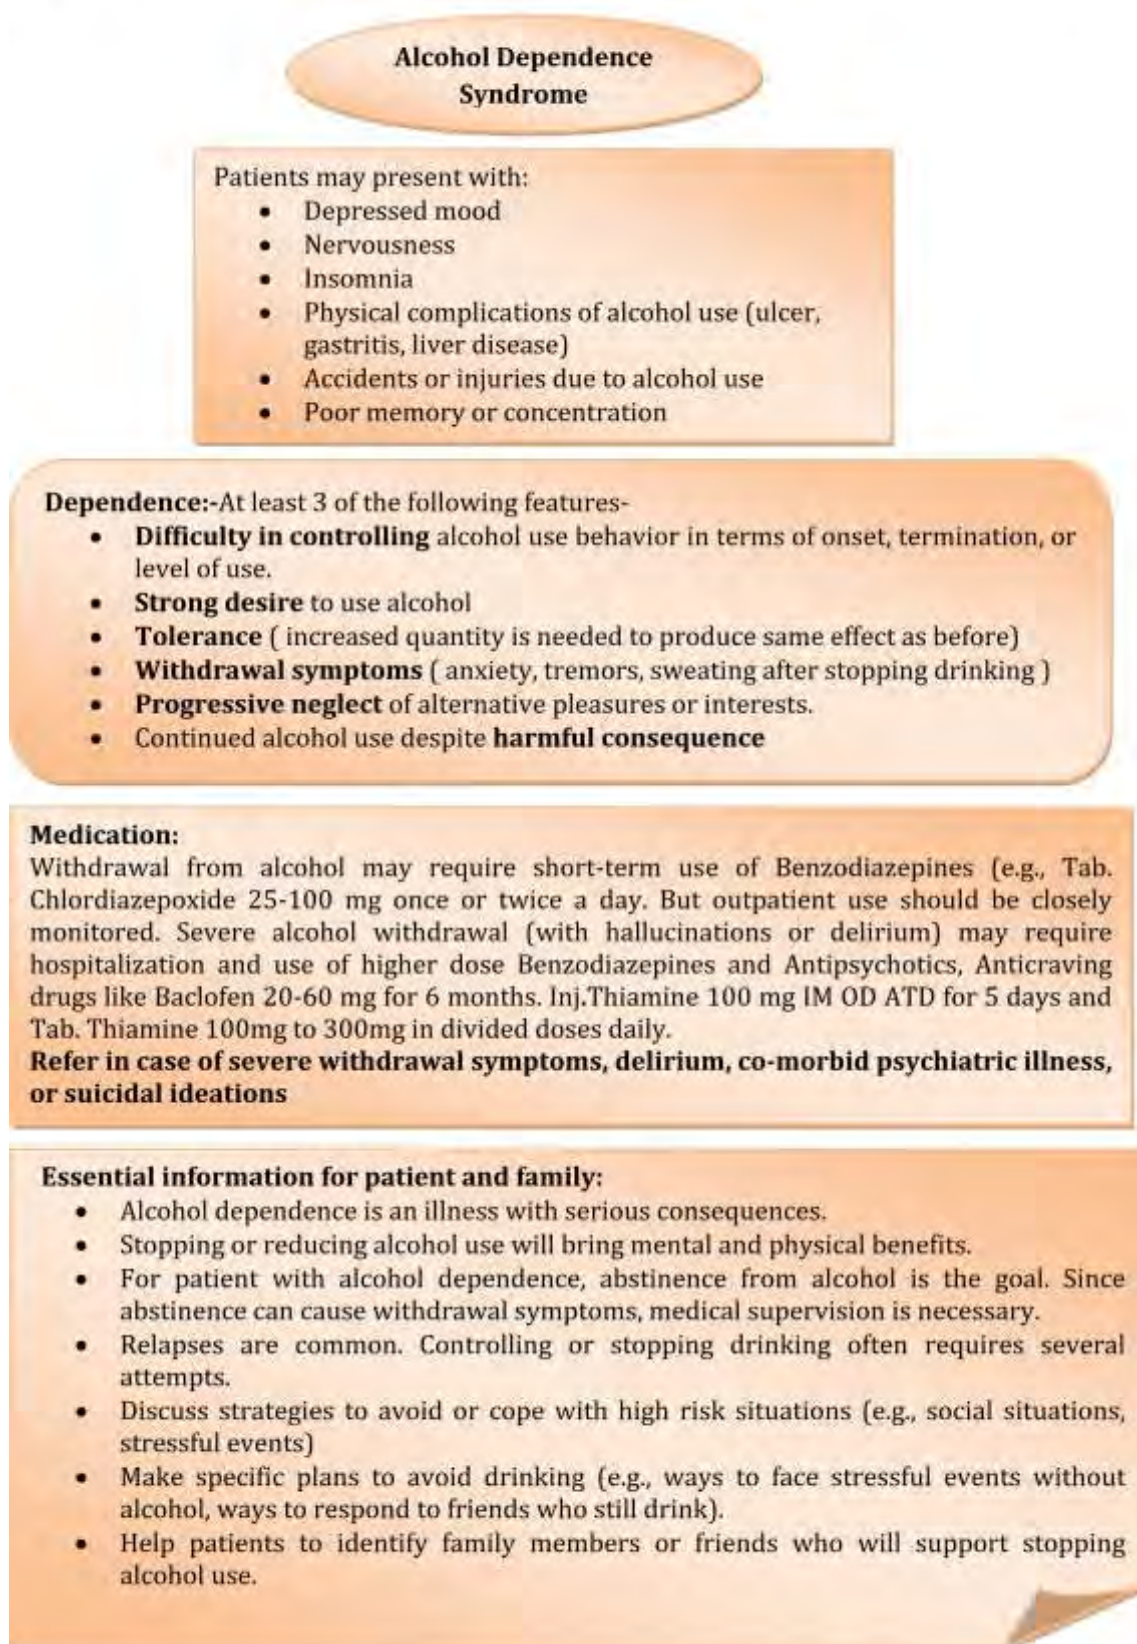 Alcohol Dependence
Syndrome
Patients may present with:
• Depressed mood
• Nervousness
• Insomnia
• Physical complications of alcohol use (ulcer,
gastritis, liver disease)
• Accidents or injuries due to alcohol use
• Poor memory or concentration
Dependence:-At least 3 of the following features-
• Difficulty in controlling alcohol use behavior in terms of onset, termination, or
level of use.
• Strong desire to use alcohol
• Tolerance ( increased quantity is needed to produce same effect as before)
• Withdrawal symptoms ( anxiety, tremors, sweating after stopping drinking )
• Progressive neglect of alternative pleasures or interests.
• Continued alcohol use despite harmful consequence
Medication:
Withdrawal from alcohol may require short-term use of Benzodiazepines (e.g., Tab.
Chlordiazepoxide 25-100 mg once or twice a day. But outpatient use should be closely
monitored. Severe alcohol withdrawal (with hallucinations or delirium) may require
hospitalization and use of higher dose Benzodiazepines and Antipsychotics, Anticraving
drugs like Baclofen 20-60 mg for 6 months. Inj.Thiamine 100 mg IM OD ATD for 5 days and
Tab. Thiamine 100mg to 300mg in divided doses daily.
Refer in case of severe withdrawal symptoms, delirium, co-morbid psychiatric illness,
or suicidal ideations
Essential information for patient and family:
• Alcohol dependence is an illness with serious consequences.
• Stopping or reducing alcohol use will bring mental and physical benefits.
• For patient with alcohol dependence, abstinence from alcohol is the goal. Since
abstinence can cause withdrawal symptoms, medical supervision is necessary.
• Relapses are common. Controlling or stopping drinking often requires several
attempts.
• Discuss strategies to avoid or cope with high risk situations (e.g., social situations,
stressful events)
• Make specific plans to avoid drinking (e.g., ways to face stressful events without
alcohol, ways to respond to friends who still drink).
• Help patients to identify family members or friends who will support stopping
alcohol use.